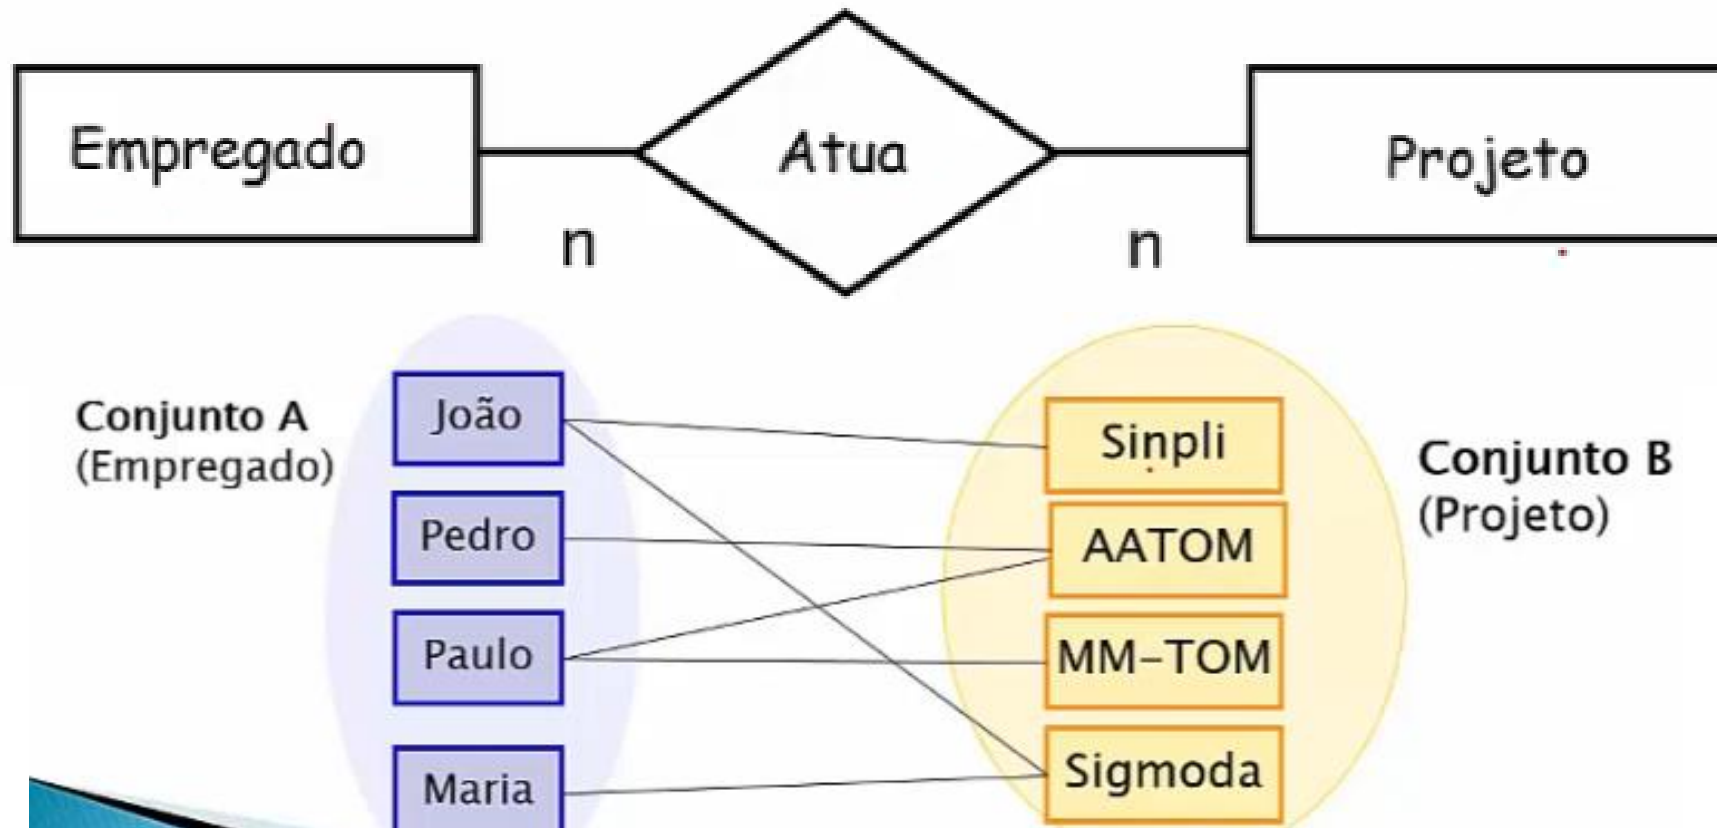 Empregado
Atua
Projeto
n
n
Conjunto A
(Empregado)
João
Pedro
Paulo
Maria
Sinpli
AATOM
MM-TOM
Sigmoda
Conjunto B
(Projeto)